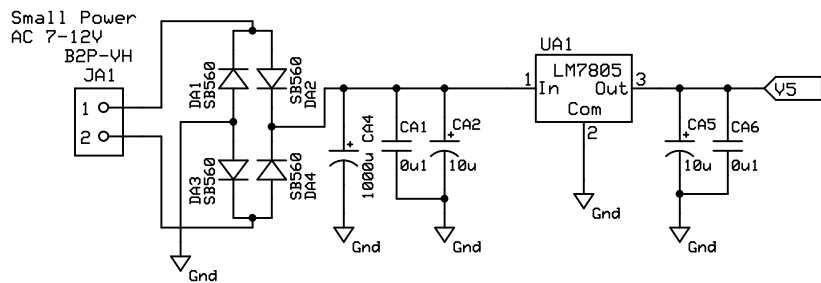 Small Power
AC 7-12V
B2P-VH
JA1
1
2
DA1
SB560
SB560
DA2
DA3
SB560
SB560
DA4
Gnd
1000u CA4
+
Gnd
CA1
0u1
+
CA2
10u
Gnd
UA1
LM7805
1
In
Out
3
Com
2
Gnd
+
CA5
10u
CA6
0u1
Gnd
V5